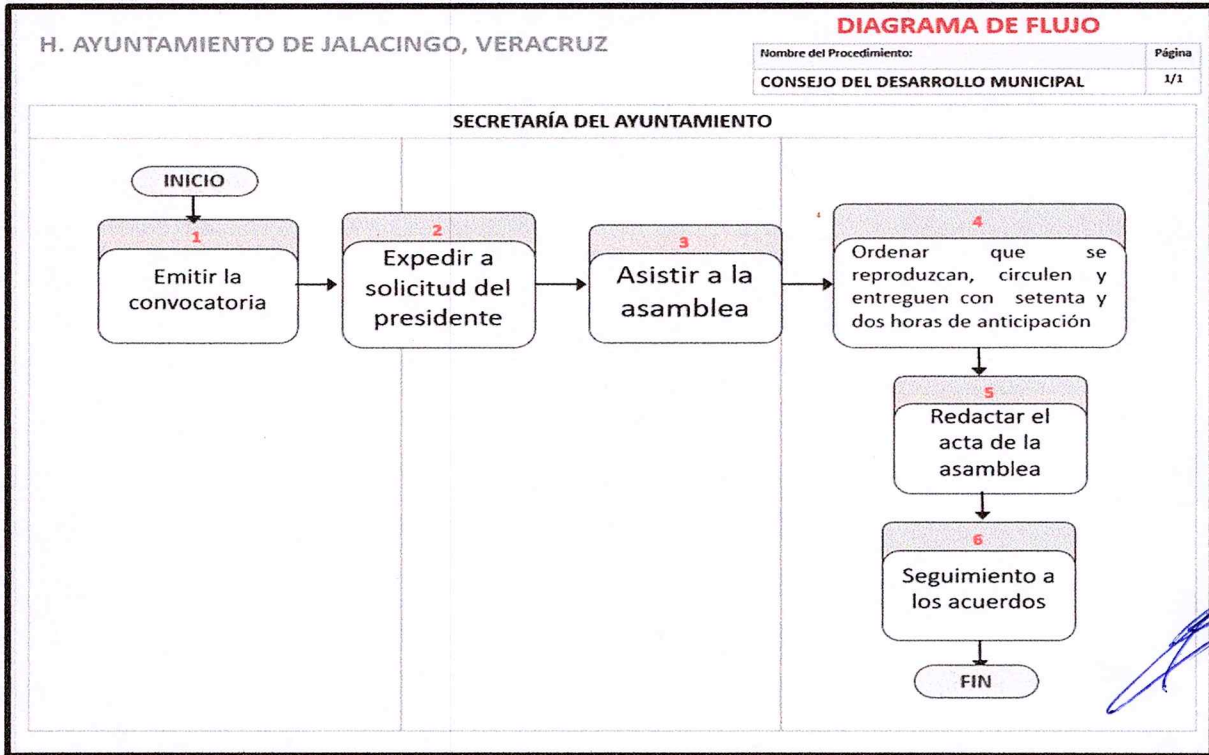 H. AYUNTAMIENTO DE JALACINGO, VERACRUZ
DIAGRAMA DE FLUJO
Nombre del Procedimiento:
Página
CONSEJO DEL DESARROLLO MUNICIPAL
1/1
SECRETARÍA DEL AYUNTAMIENTO
INICIO
1
Emitir la
convocatoria
2
Expedir a
solicitud del
presidente
3
Asistir a la
asamblea
4
Ordenar que se
reproduzcan, circulen y
entreguen con setenta y
dos horas de anticipación
5
Redactar el
acta de la
asamblea
6
Seguimiento a
los acuerdos
FIN